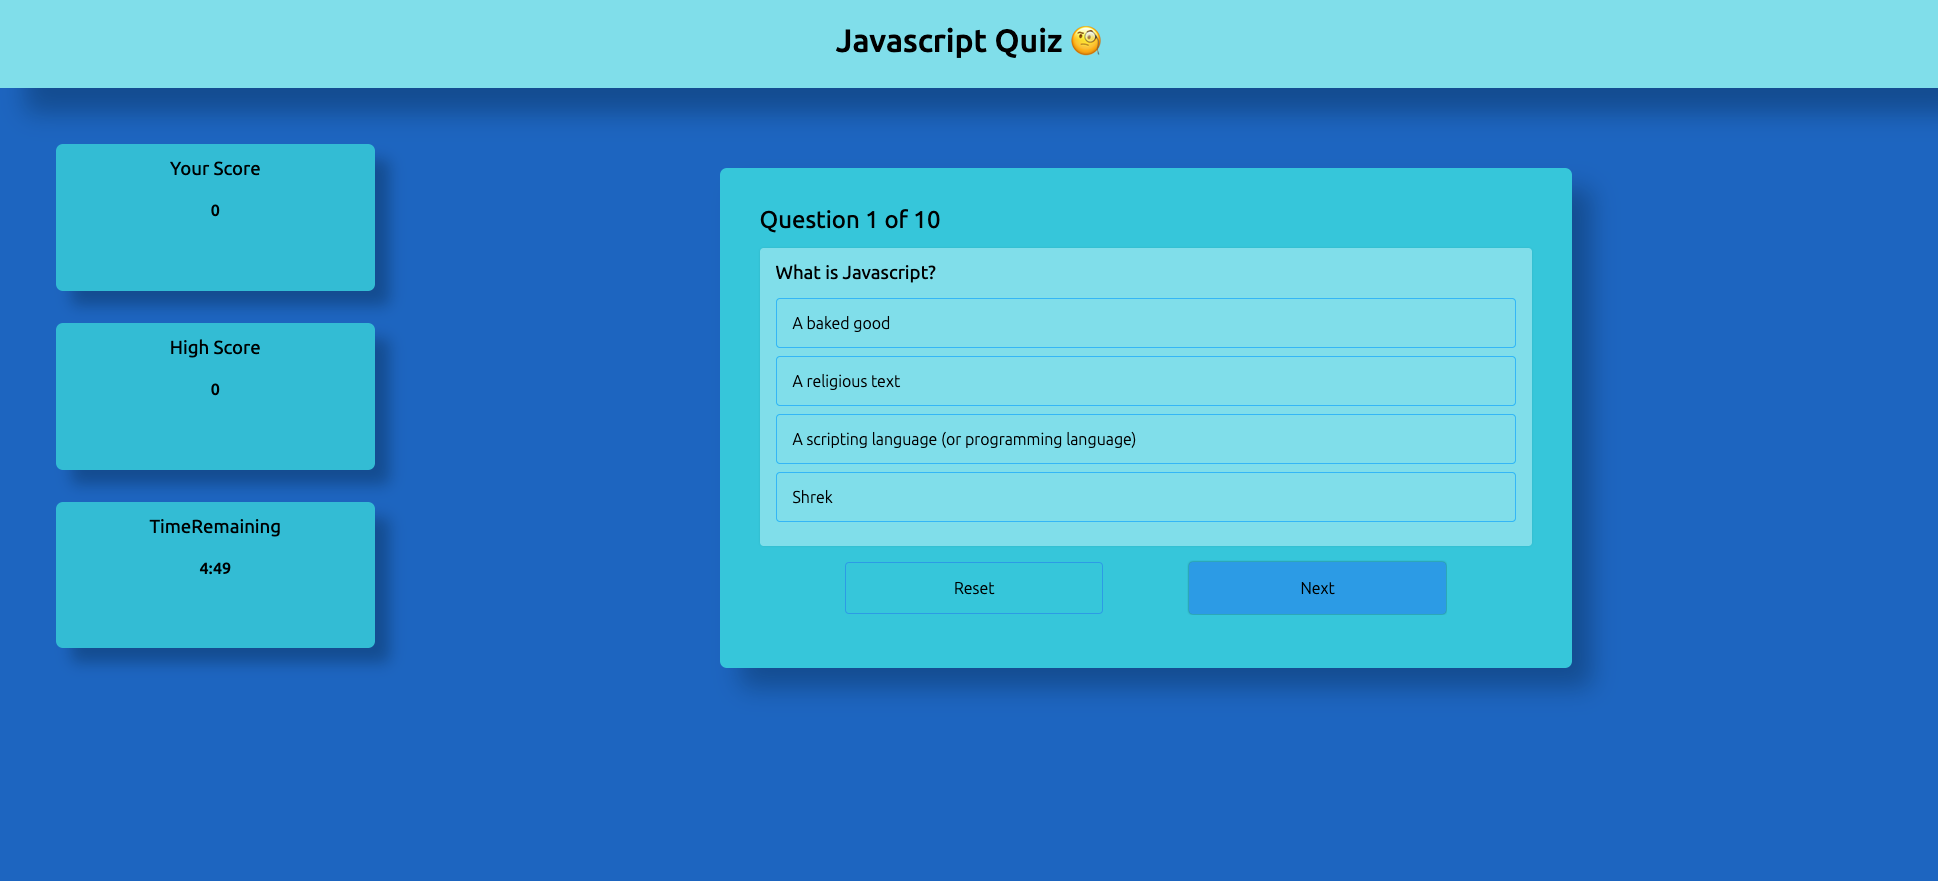 Javascript Quiz 🧐
Your Score
0
High Score
0
TimeRemaining
4:49
Question 1 of 10
What is Javascript?
A baked good
A religious text
A scripting language (or programming language)
Shrek
Reset
Next